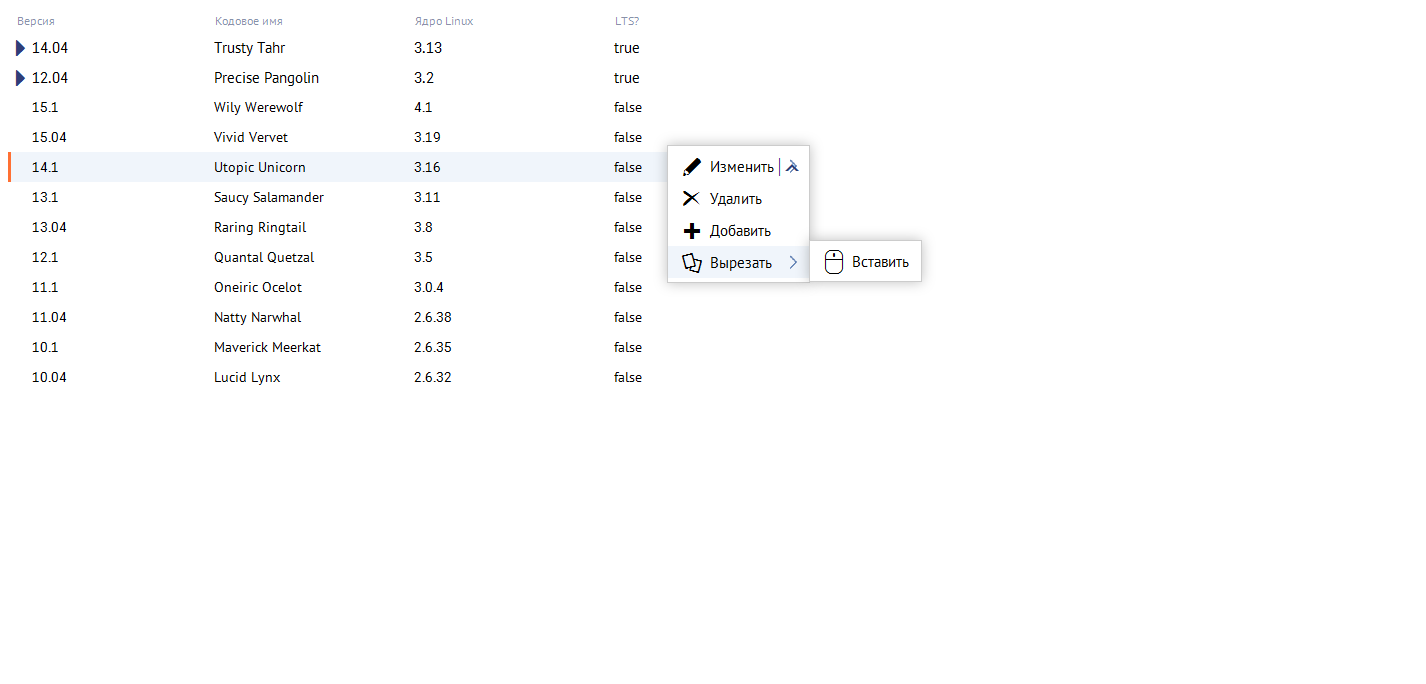 Версия Кодовое имя Ядро Linux LTS?
14.04 Trusty Tahr 3.13 true
12.04 Precise Pangolin 3.2 true
15.1 Wily Werewolf 4.1 false
15.04 Vivid Vervet 3.19 false
14.1 Utopic Unicorn 3.16 false
13.1 Saucy Salamander 3.11 false
13.04 Raring Ringtail 3.8 false
12.1 Quantal Quetzal 3.5 false
11.1 Oneiric Ocelot 3.0.4 false
11.04 Natty Narwhal 2.6.38 false
10.1 Maverick Meerkat 2.6.35 false
10.04 Lucid Lynx 2.6.32 false
Изменить
Удалить
Добавить
Вырезать
Вставить